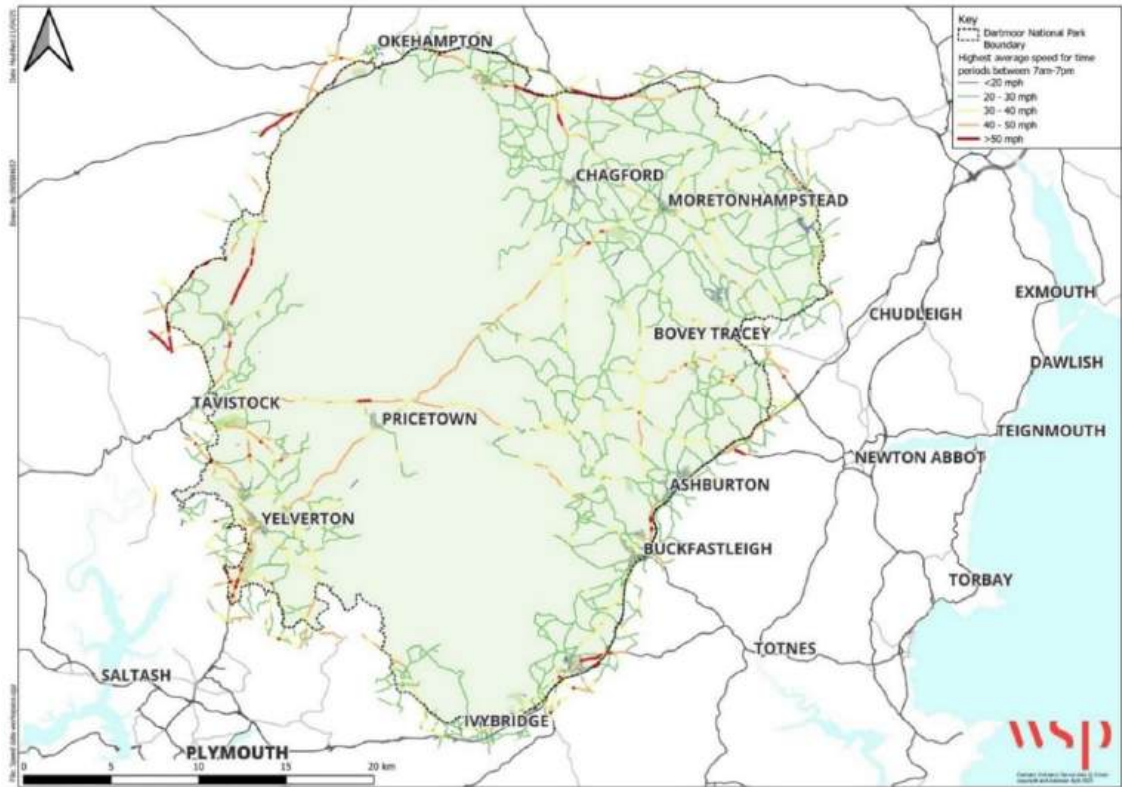 Key
Dartmoor National Park
Boundary
Highest average speed for time
periods between 7am-7pm
<20 mph
20 - 30 mph
30 - 40 mph
40 - 50 mph
>50 mph
OKEHAMPTON
CHAGFORD
MORETONHAMPSTEAD
EXMOUTH
CHUDLEIGH
BOVEY TRACEY
DAWLISH
TAVISTOCK
PRICETOWN
TEIGNMOUTH
NEWTON ABBOT
ASHBURTON
YELVERTON
BUCKFASTLEIGH
TORBAY
TOTNES
SALTASH
IVYBRIDGE
PLYMOUTH
0 5 10 15 20 km
wsp